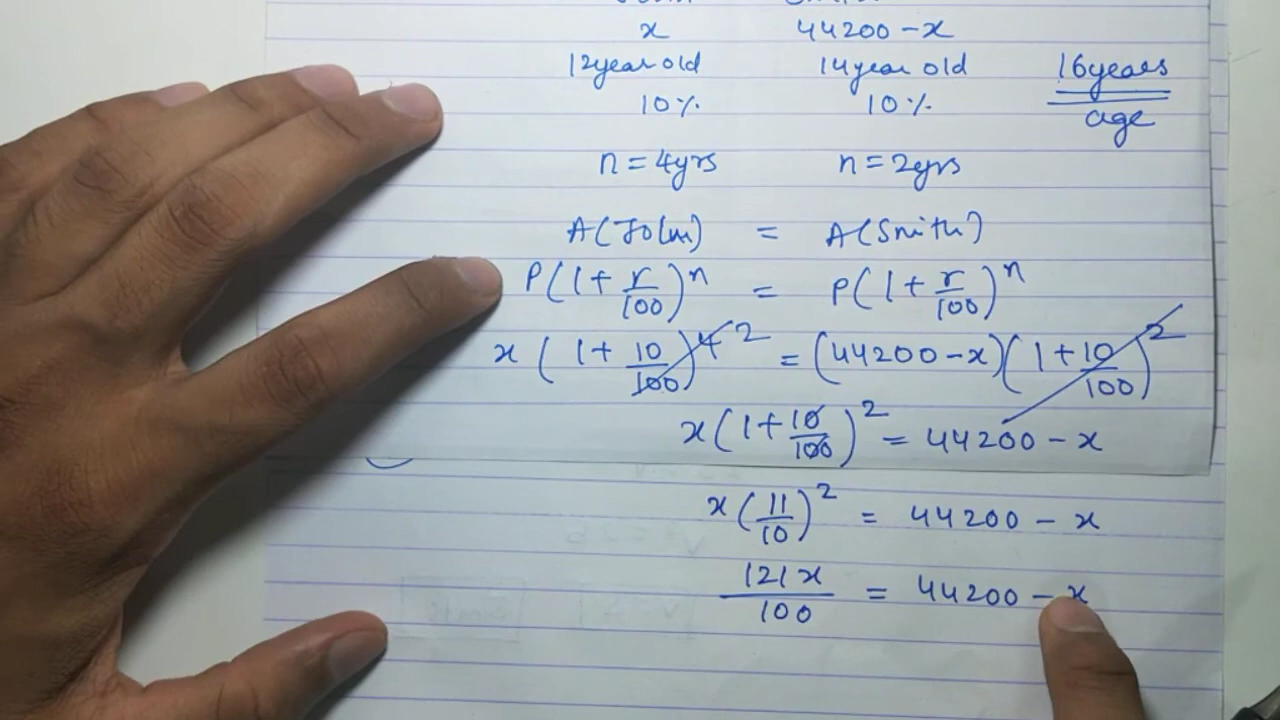 x 44200 - x
12year old 14year old 16years
10% 10% age
n = 4yrs n = 2yrs
A(John) = A(Smith)
P(1 + r/100)^n = P(1 + r/100)^n
x(1 + 10/100)^4 2 = (44200 - x)(1 + 10/100)^2
x(1 + 10/100)^2 = 44200 - x
x(11/10)^2 = 44200 - x
121x/100 = 44200 - x